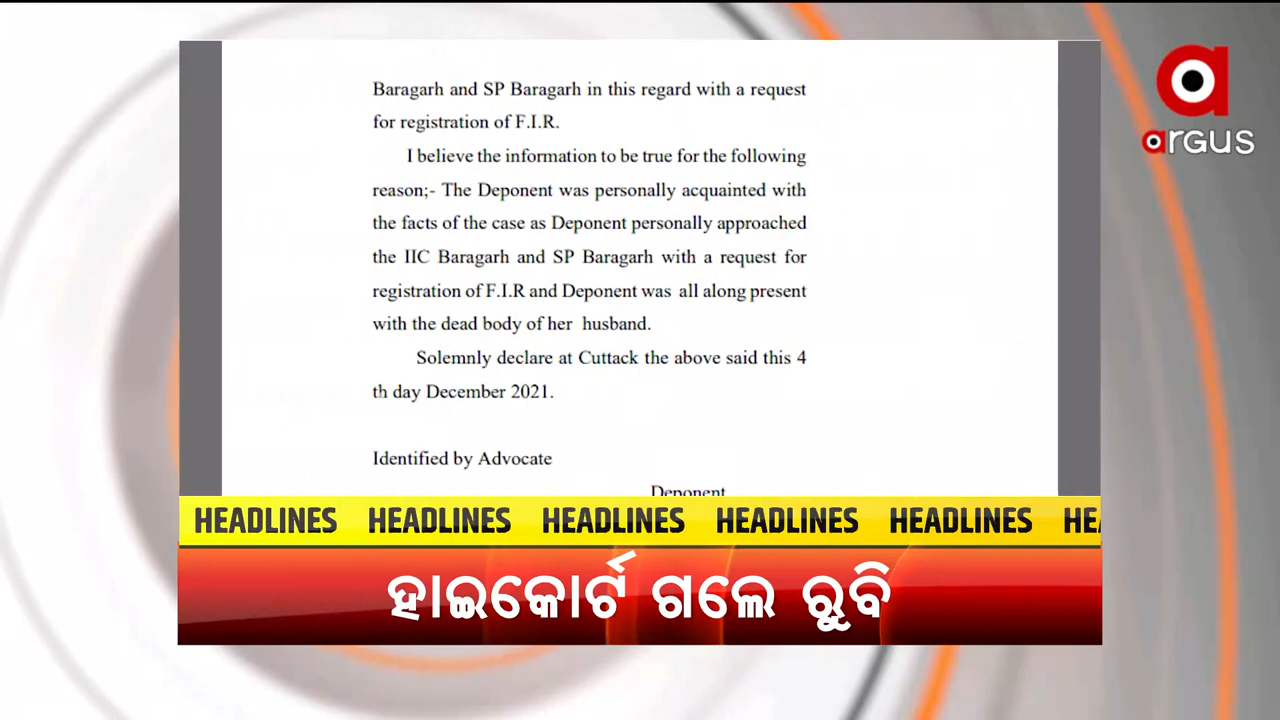 Baragarh and SP Baragarh in this regard with a request
for registration of F.I.R.
I believe the information to be true for the following
reason;- The Deponent was personally acquainted with
the facts of the case as Deponent personally approached
the IIC Baragarh and SP Baragarh with a request for
registration of F.I.R and Deponent was all along present
with the dead body of her husband.
Solemnly declare at Cuttack the above said this 4
th day December 2021.
Identified by Advocate
Deponent
argus
HEADLINES HEADLINES HEADLINES HEADLINES HEADLINES HE
ହାଇକୋର୍ଟ ଗଲେ ରୁବି